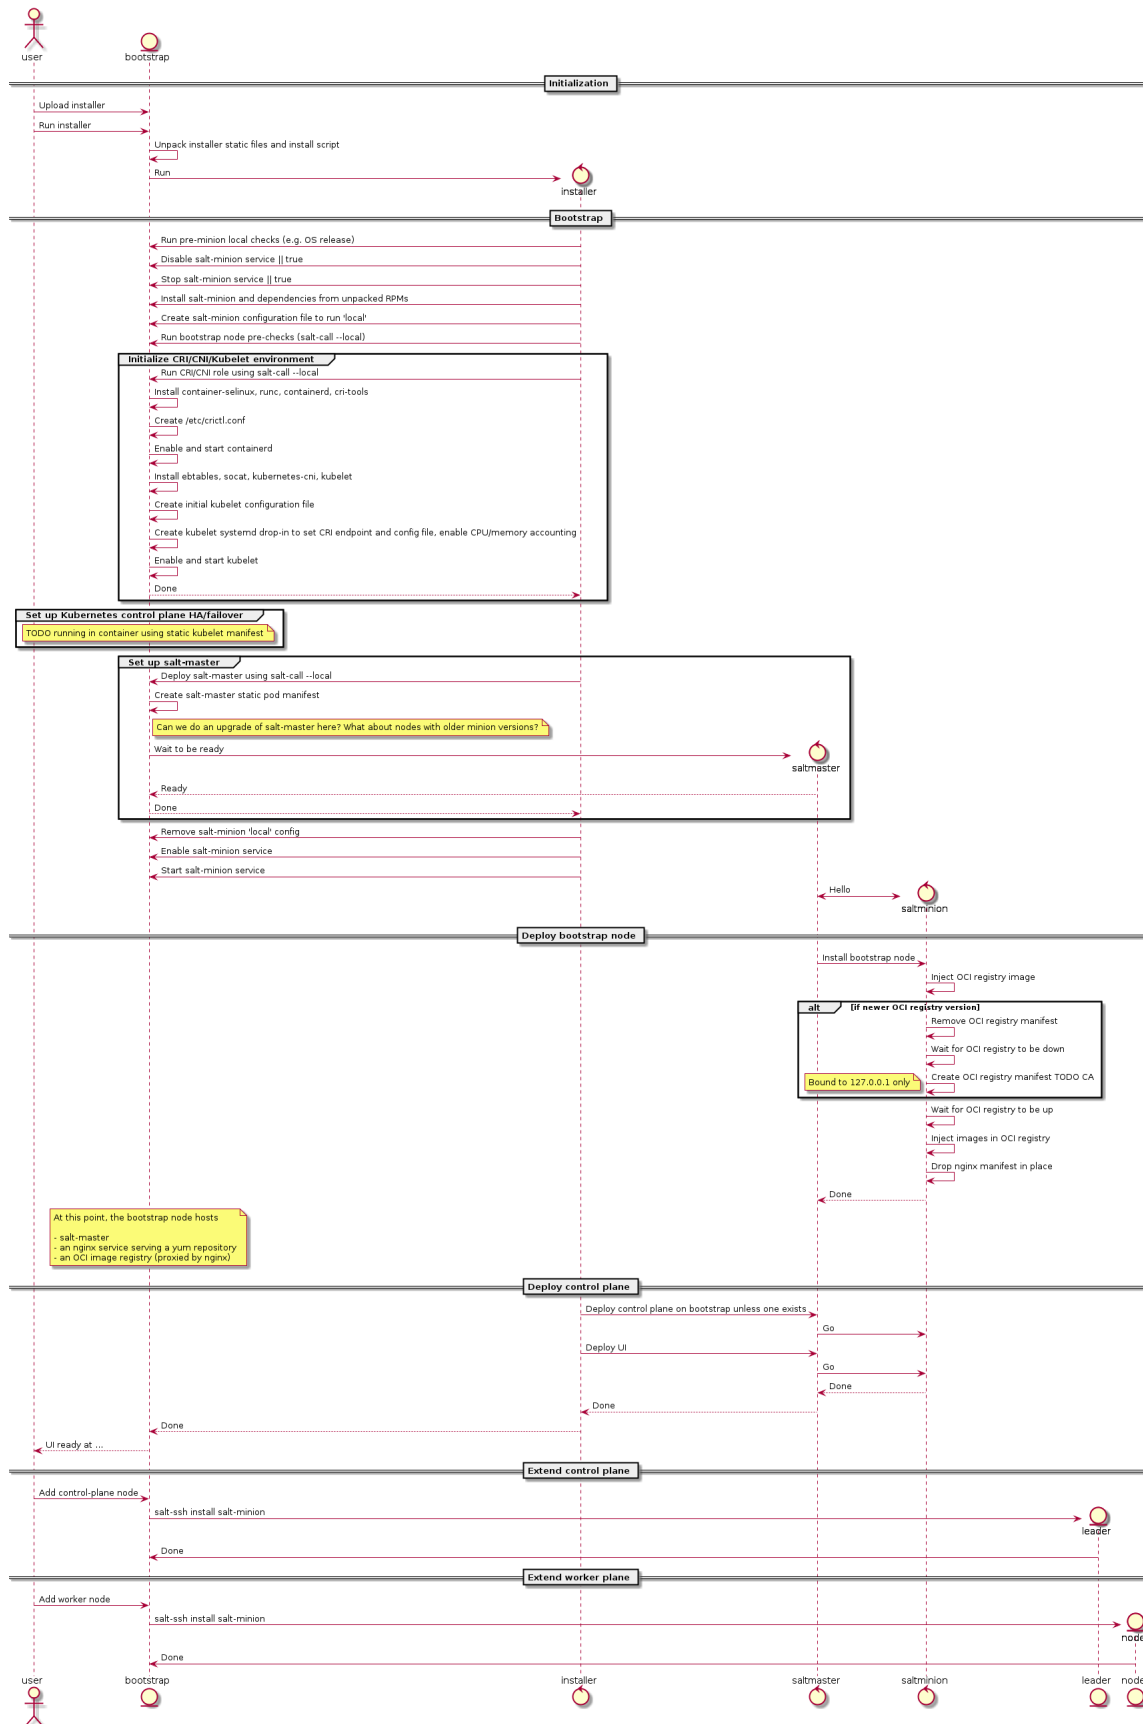 user
bootstrap
Initialization
Upload installer
Run installer
Unpack installer static files and install script
Run
installer
Bootstrap
Run pre-minion local checks (e.g. OS release)
Disable salt-minion service || true
Stop salt-minion service || true
Install salt-minion and dependencies from unpacked RPMs
Create salt-minion configuration file to run 'local'
Run bootstrap node pre-checks (salt-call --local)
Initialize CRI/CNI/Kubelet environment
Run CRI/CNI role using salt-call --local
Install container-selinux, runc, containerd, cri-tools
Create /etc/crictl.conf
Enable and start containerd
Install ebtables, socat, kubernetes-cni, kubelet
Create initial kubelet configuration file
Create kubelet systemd drop-in to set CRI endpoint and config file, enable CPU/memory accounting
Enable and start kubelet
Done
Set up Kubernetes control plane HA/failover
TODO running in container using static kubelet manifest
Set up salt-master
Deploy salt-master using salt-call --local
Create salt-master static pod manifest
Can we do an upgrade of salt-master here? What about nodes with older minion versions?
Wait to be ready
saltmaster
Ready
Done
Remove salt-minion 'local' config
Enable salt-minion service
Start salt-minion service
Hello
saltminion
Deploy bootstrap node
Install bootstrap node
Inject OCI registry image
alt [if newer OCI registry version]
Remove OCI registry manifest
Wait for OCI registry to be down
Bound to 127.0.0.1 only
Create OCI registry manifest TODO CA
Wait for OCI registry to be up
Inject images in OCI registry
Drop nginx manifest in place
Done
At this point, the bootstrap node hosts
- salt-master
- an nginx service serving a yum repository
- an OCI image registry (proxied by nginx)
Deploy control plane
Deploy control plane on bootstrap unless one exists
Go
Deploy UI
Go
Done
Done
Done
UI ready at ...
Extend control plane
Add control-plane node
salt-ssh install salt-minion
leader
Done
Extend worker plane
Add worker node
salt-ssh install salt-minion
node
Done
user
bootstrap
installer
saltmaster
saltminion
leader
node